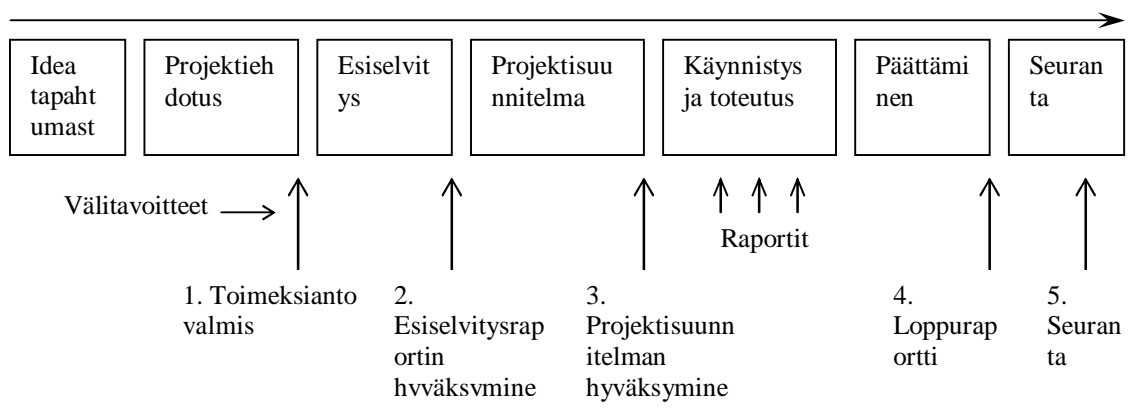 Idea
tapaht
umast
Projektieh
dotus
Esiselvit
ys
Projektisuu
nnitelma
Käynnistys
ja toteutus
Päättämi
nen
Seuran
ta
Välitavoitteet
Raportit
1. Toimeksianto
valmis
2.
Esiselvitysrap
ortin
hyväksymine
3.
Projektisuunn
itelman
hyväksymine
4.
Loppurap
ortti
5.
Seuran
ta